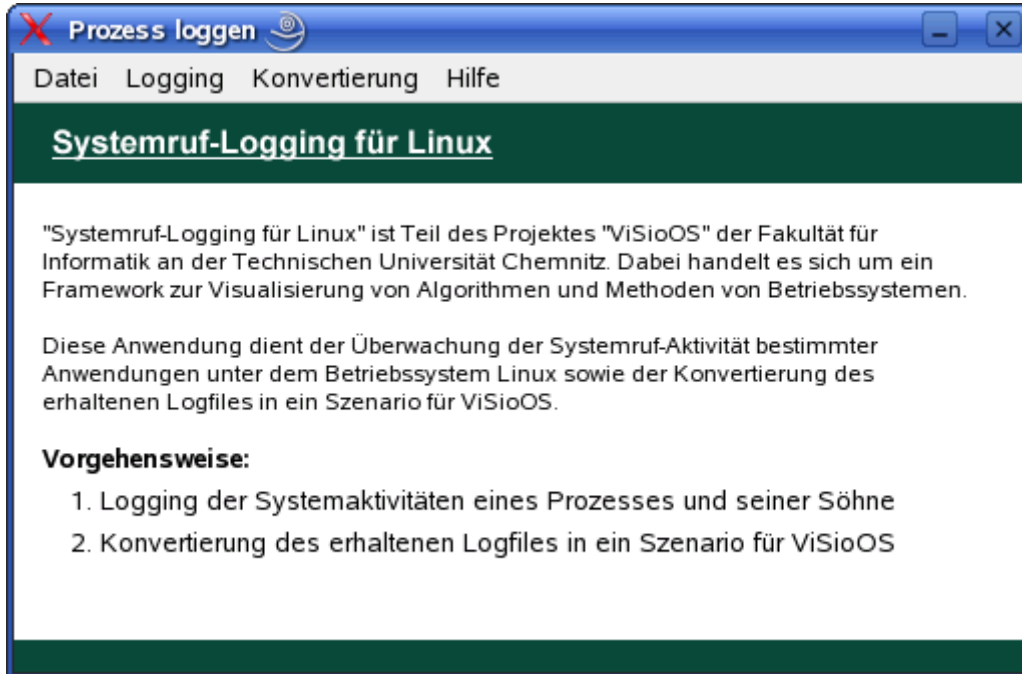 Prozess loggen
Datei Logging Konvertierung Hilfe
Systemruf-Logging für Linux
"Systemruf-Logging für Linux" ist Teil des Projektes "ViSioOS" der Fakultät für
Informatik an der Technischen Universität Chemnitz. Dabei handelt es sich um ein
Framework zur Visualisierung von Algorithmen und Methoden von Betriebssystemen.
Diese Anwendung dient der Überwachung der Systemruf-Aktivität bestimmter
Anwendungen unter dem Betriebssystem Linux sowie der Konvertierung des
erhaltenen Logfiles in ein Szenario für ViSioOS.
Vorgehensweise:
1. Logging der Systemaktivitäten eines Prozesses und seiner Söhne
2. Konvertierung des erhaltenen Logfiles in ein Szenario für ViSioOS